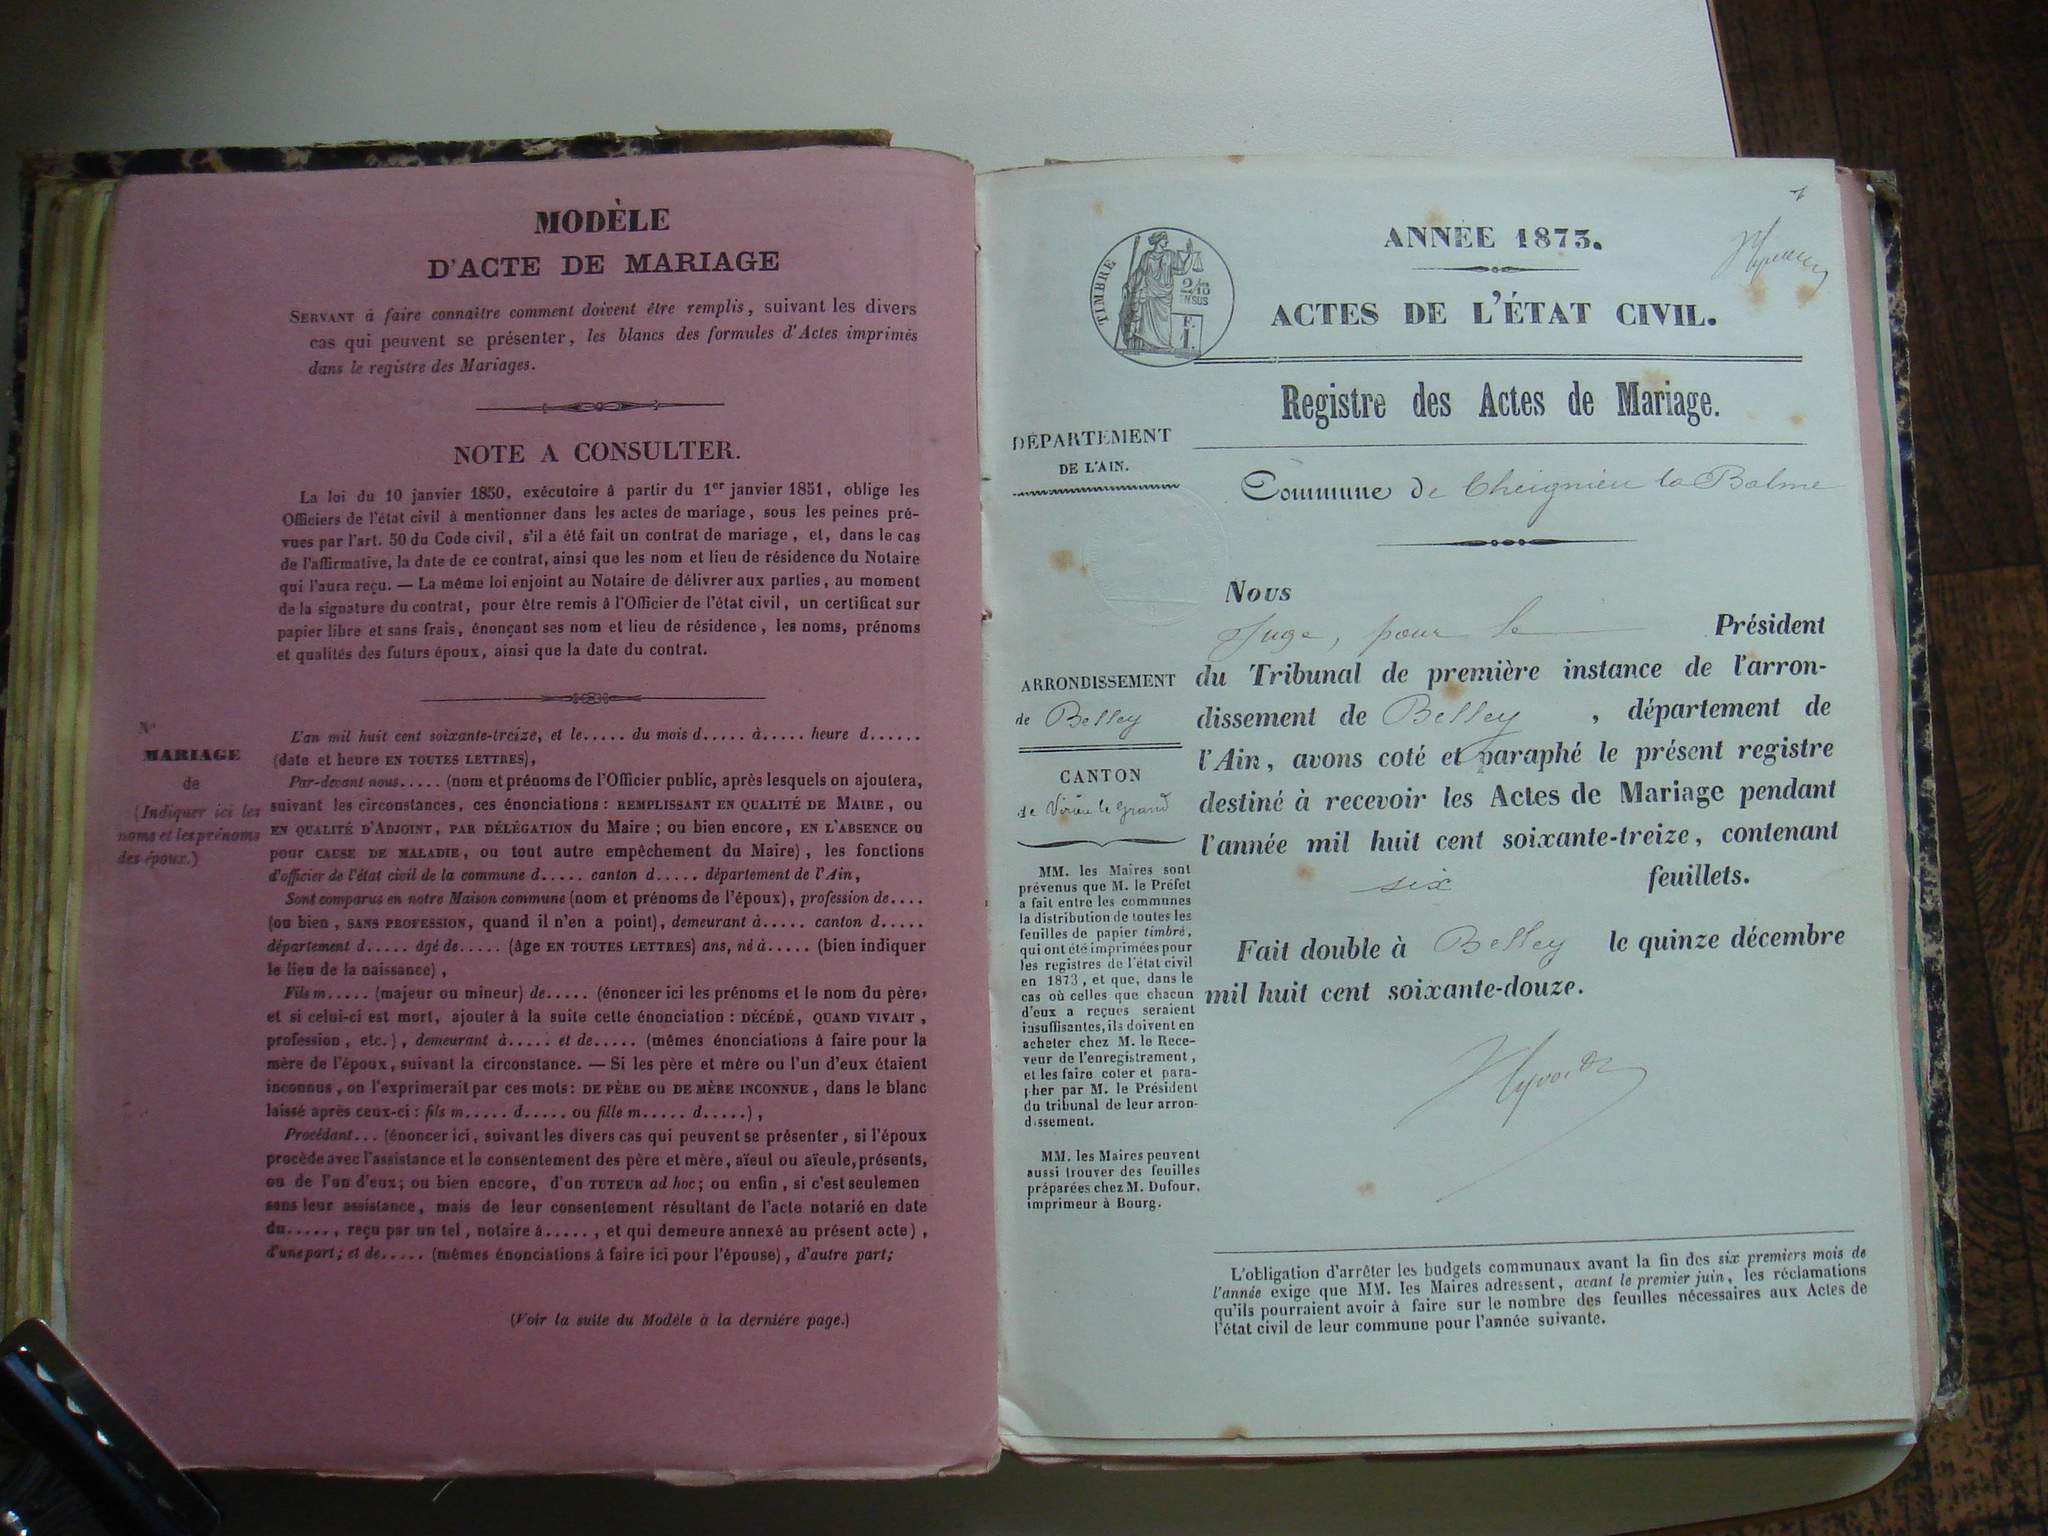 MODÈLE
D'ACTE DE MARIAGE
SERVANT à faire connaître comment doivent être remplis, suivant les divers
cas qui peuvent se présenter, les blancs des formules d'Actes imprimés
dans le registre des Mariages.
NOTE A CONSULTER.
La loi du 10 janvier 1850, exécutoire à partir du 1er janvier 1851, oblige les
Officiers de l'état civil à mentionner dans les actes de mariage, sous les peines pré-
vues par l'art. 50 du Code civil, s'il a été fait un contrat de mariage, et, dans le cas
de l'affirmative, la date de ce contrat, ainsi que les nom et lieu de résidence du Notaire
qui l'aura reçu. — La même loi enjoint au Notaire de délivrer aux parties, au moment
de la signature du contrat, pour être remis à l'Officier de l'état civil, un certificat sur
papier libre et sans frais, énonçant ses nom et lieu de résidence, les noms, prénoms
et qualités des futurs époux, ainsi que la date du contrat.
No
MARIAGE
de
(Indiquer ici les
noms et les prénoms
des époux.)
L'an mil huit cent soixante-treize, et le..... du mois d..... à..... heure d......
(date et heure EN TOUTES LETTRES),
Par-devant nous..... (nom et prénoms de l'Officier public, après lesquels on ajoutera,
suivant les circonstances, ces énonciations : REMPLISSANT EN QUALITÉ DE MAIRE, ou
EN QUALITÉ D'ADJOINT, PAR DÉLÉGATION du Maire; ou bien encore, EN L'ABSENCE ou
pour CAUSE DE MALADIE, ou tout autre empêchement du Maire), les fonctions
d'officier de l'état civil de la commune d..... canton d..... département de l'Ain,
Sont comparus en notre Maison commune (nom et prénoms de l'époux), profession de....
(ou bien, SANS PROFESSION, quand il n'en a point), demeurant à..... canton d.....
département d..... âgé de..... (âge EN TOUTES LETTRES) ans, né à..... (bien indiquer
le lieu de la naissance),
Fils m..... (majeur ou mineur) de..... (énoncer ici les prénoms et le nom du père,
et si celui-ci est mort, ajouter à la suite cette énonciation : DÉCÉDÉ, QUAND VIVAIT,
profession, etc.), demeurant à..... et de..... (mêmes énonciations à faire pour la
mère de l'époux, suivant la circonstance. — Si les père et mère ou l'un d'eux étaient
inconnus, on l'exprimerait par ces mots: DE PÈRE ou DE MÈRE INCONNUE, dans le blanc
laissé après ceux-ci : fils m..... d..... ou fille m..... d.....),
Procédant... (énoncer ici, suivant les divers cas qui peuvent se présenter, si l'époux
procède avec l'assistance et le consentement des père et mère, aïeul ou aïeule, présents,
ou de l'un d'eux; ou bien encore, d'un TUTEUR ad hoc; ou enfin, si c'est seulemen
sans leur assistance, mais de leur consentement résultant de l'acte notarié en date
du....., reçu par un tel, notaire à....., et qui demeure annexé au présent acte),
d'une part; et de..... (mêmes énonciations à faire ici pour l'épouse), d'autre part;
(Voir la suite du Modèle à la dernière page.)
TIMBRE
2/10
EN SUS
F.
1.
ANNÉE 1873.
ACTES DE L'ÉTAT CIVIL.
Registre des Actes de Mariage.
DÉPARTEMENT
DE L'AIN.
Commune de Cheignieu la Balme
ARRONDISSEMENT
de Belley
CANTON
de Virieu le Grand
MM. les Maires sont
prévenus que M. le Préfet
a fait entre les communes
la distribution de toutes les
feuilles de papier timbré,
qui ont été imprimées pour
les registres de l'état civil
en 1873, et que, dans le
cas où celles que chacun
d'eux a reçues seraient
insuffisantes, ils doivent en
acheter chez M. le Rece-
veur de l'enregistrement,
et les faire coter et para-
pher par M. le Président
du tribunal de leur arron-
dissement.
MM. les Maires peuvent
aussi trouver des feuilles
préparées chez M. Dufour,
imprimeur à Bourg.
Nous
Juge, pour le Président
du Tribunal de première instance de l'arron-
dissement de Belley, département de
l'Ain, avons coté et paraphé le présent registre
destiné à recevoir les Actes de Mariage pendant
l'année mil huit cent soixante-treize, contenant
six feuillets.
Fait double à Belley le quinze décembre
mil huit cent soixante-douze.
L'obligation d'arrêter les budgets communaux avant la fin des six premiers mois de
l'année exige que MM. les Maires adressent, avant le premier juin, les réclamations
qu'ils pourraient avoir à faire sur le nombre des feuilles nécessaires aux Actes de
l'état civil de leur commune pour l'année suivante.